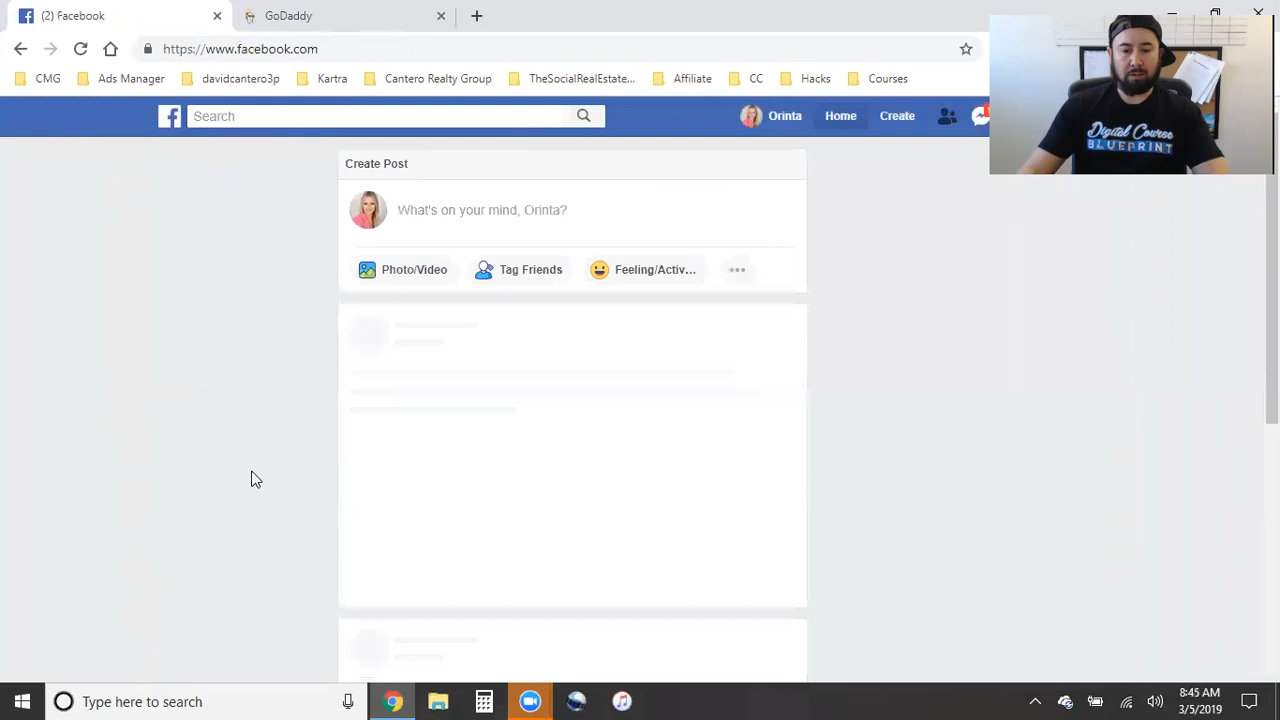 (2) Facebook
GoDaddy
https://www.facebook.com
CMG
Ads Manager
davidcantero3p
Kartra
Cantero Realty Group
TheSocialRealEstate...
Affiliate
CC
Hacks
Courses
Search
Orinta
Home
Create
Digital Course
BLUEPRINT
Create Post
What's on your mind, Orinta?
Photo/Video
Tag Friends
Feeling/Activ...
Type here to search
8:45 AM
3/5/2019